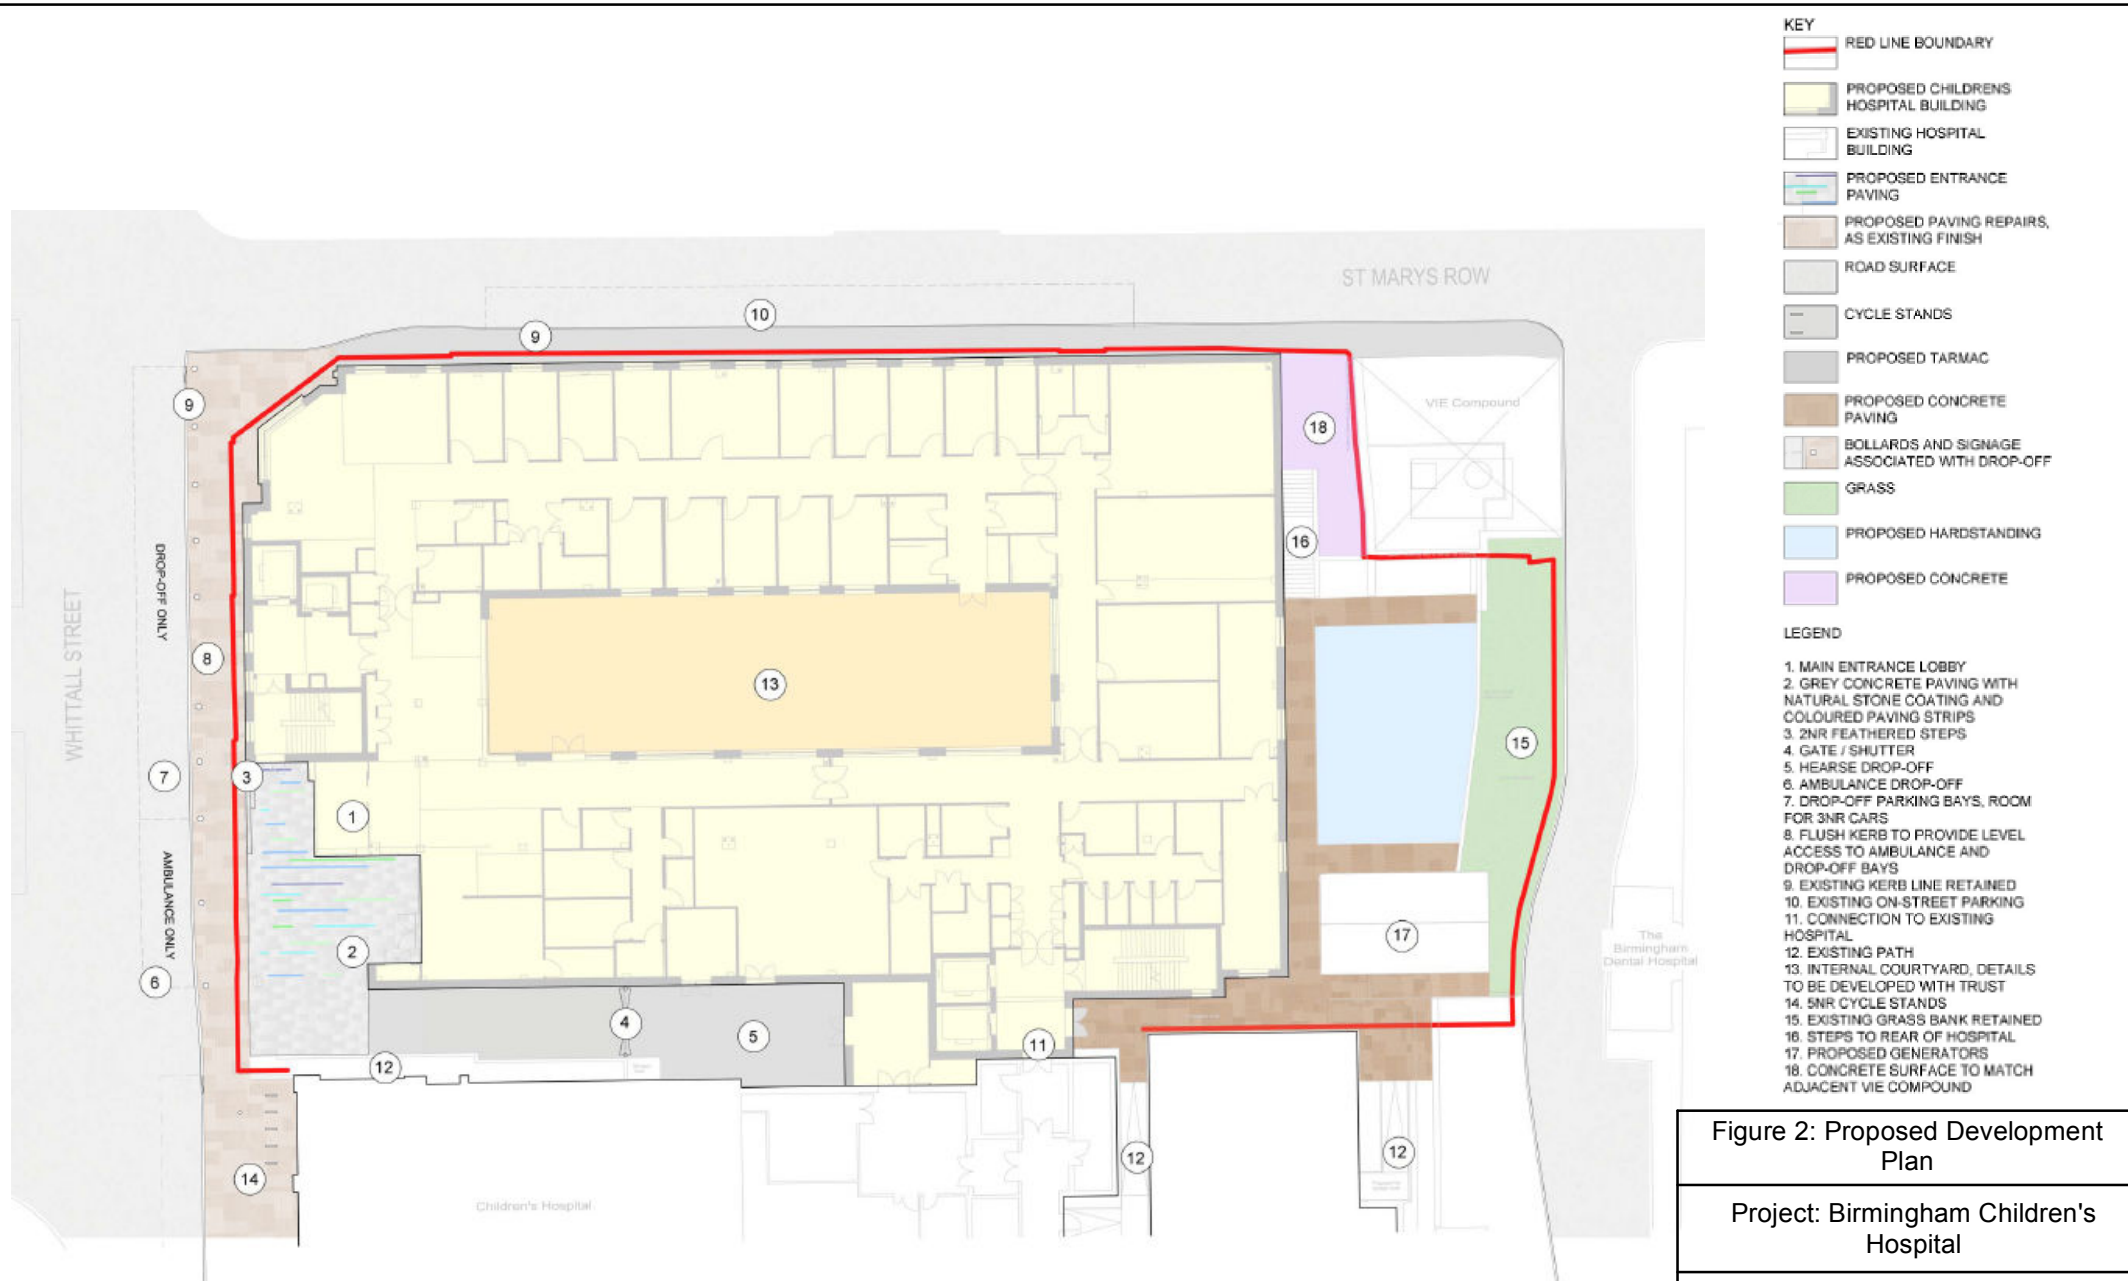 KEY
RED LINE BOUNDARY
PROPOSED CHILDRENS
HOSPITAL BUILDING
EXISTING HOSPITAL
BUILDING
PROPOSED ENTRANCE
PAVING
PROPOSED PAVING REPAIRS,
AS EXISTING FINISH
ROAD SURFACE
CYCLE STANDS
PROPOSED TARMAC
PROPOSED CONCRETE
PAVING
BOLLARDS AND SIGNAGE
ASSOCIATED WITH DROP-OFF
GRASS
PROPOSED HARDSTANDING
PROPOSED CONCRETE
LEGEND
1. MAIN ENTRANCE LOBBY
2. GREY CONCRETE PAVING WITH
NATURAL STONE COATING AND
COLOURED PAVING STRIPS
3. 2NR FEATHERED STEPS
4. GATE / SHUTTER
5. HEARSE DROP-OFF
6. AMBULANCE DROP-OFF
7. DROP-OFF PARKING BAYS, ROOM
FOR 3NR CARS
8. FLUSH KERB TO PROVIDE LEVEL
ACCESS TO AMBULANCE AND
DROP-OFF BAYS
9. EXISTING KERB LINE RETAINED
10. EXISTING ON-STREET PARKING
11. CONNECTION TO EXISTING
HOSPITAL
12. EXISTING PATH
13. INTERNAL COURTYARD, DETAILS
TO BE DEVELOPED WITH TRUST
14. 5NR CYCLE STANDS
15. EXISTING GRASS BANK RETAINED
16. STEPS TO REAR OF HOSPITAL
17. PROPOSED GENERATORS
18. CONCRETE SURFACE TO MATCH
ADJACENT VIE COMPOUND
Figure 2: Proposed Development
Plan
Project: Birmingham Children's
Hospital
ST MARYS ROW
10
9
9
VIE Compound
18
16
DROP-OFF ONLY
WHITTALL STREET
8
13
15
7
3
1
AMBULANCE ONLY
2
17
The
Birmingham
Dental Hospital
6
4
5
11
12
12
12
14
Children's Hospital